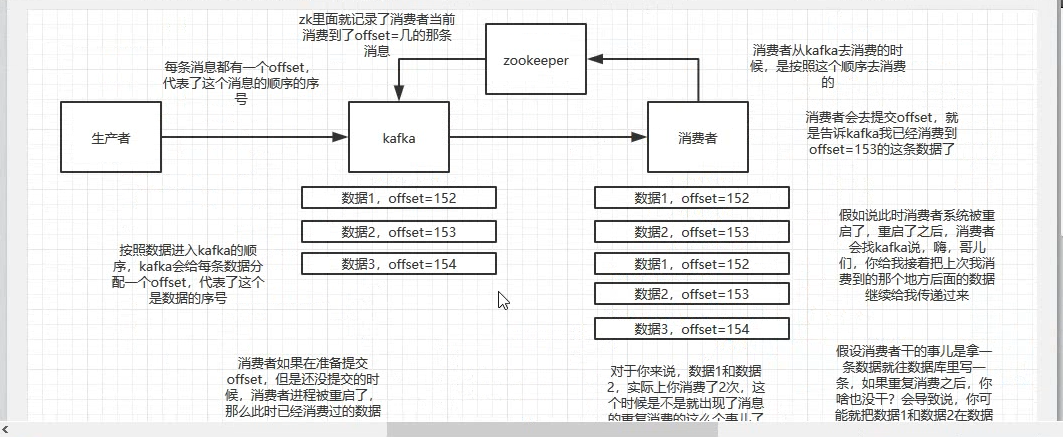 zk里面就记录了消费者当前
消费到了offset=几的那条
消息
zookeeper
消费者从kafka去消费的时
候，是按照这个顺序去消费
的
每条消息都有一个offset，
代表了这个消息的顺序的序
号
生产者
kafka
消费者
消费者会去提交offset，就
是告诉kafka我已经消费到
offset=153的这条数据了
数据1，offset=152
数据2，offset=153
数据3，offset=154
数据1，offset=152
数据2，offset=153
数据1，offset=152
数据2，offset=153
数据3，offset=154
假如说此时消费者系统被重
启了，重启了之后，消费者
会找kafka说，嗨，哥儿
们，你给我接着把上次我消
费到的那个地方后面的数据
继续给我传递过来
按照数据进入kafka的顺
序，kafka会给每条数据分
配一个offset，代表了这个
是数据的序号
消费者如果在准备提交
offset，但是还没提交的时
候，消费者进程被重启了，
那么此时已经消费过的数据
对于你来说，数据1和数据
2，实际上你消费了2次，这
个时候是不是就出现了消息
的重复消费的这么个事儿了
假设消费者干的事儿是拿一
条数据就往数据库里写一
条，如果重复消费之后，你
啥也没干？会导致说，你可
能就把数据1和数据2在数据